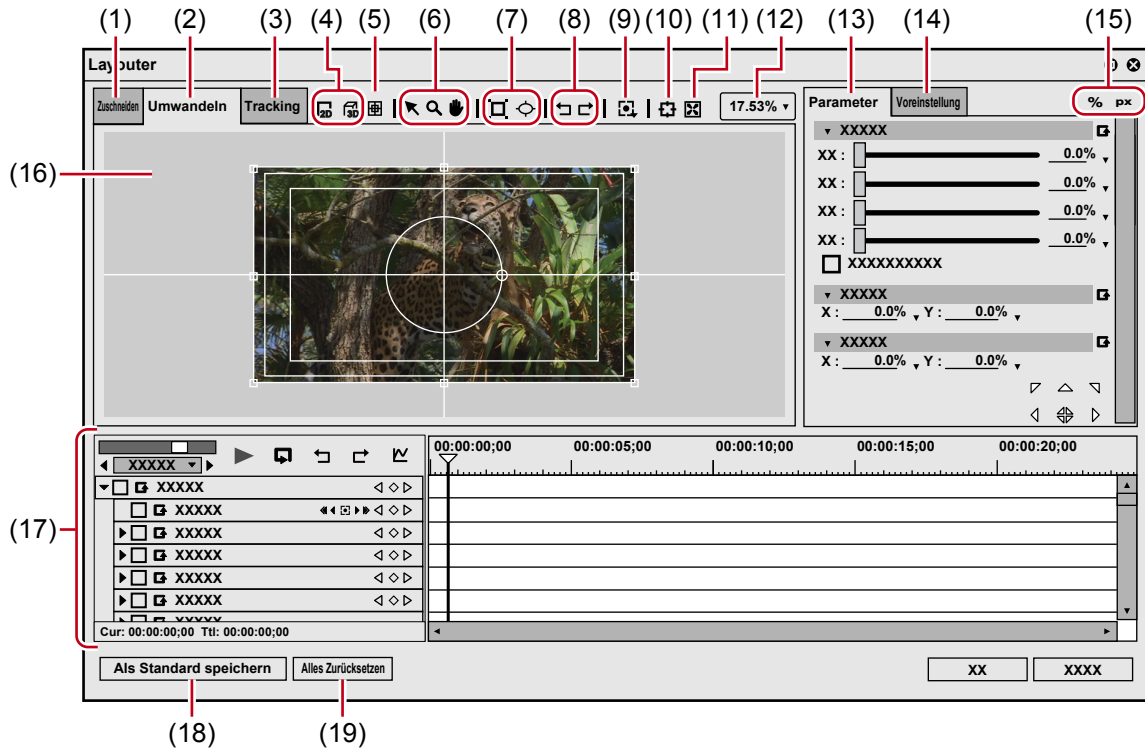 (1) (2) (3) (4) (5) (6) (7) (8) (9) (10) (11) (12) (13) (14) (15)
Layouter
Zuschneiden Umwandeln Tracking 2D 3D 17.53%
Parameter Voreinstellung % px
(16)
XXXXX
XX : 0.0%
XX : 0.0%
XX : 0.0%
XX : 0.0%
XXXXXXXXXX
XXXXX
X : 0.0% Y : 0.0%
XXXXX
X : 0.0% Y : 0.0%
(17)
XXXXX
00:00:00;00 00:00:05;00 00:00:10;00 00:00:15;00 00:00:20;00
XXXXX
XXXXX
XXXXX
XXXXX
XXXXX
XXXXX
XXXXX
Cur: 00:00:00;00 Ttl: 00:00:00;00
Als Standard speichern Alles Zurücksetzen XX XXXX
(18) (19)